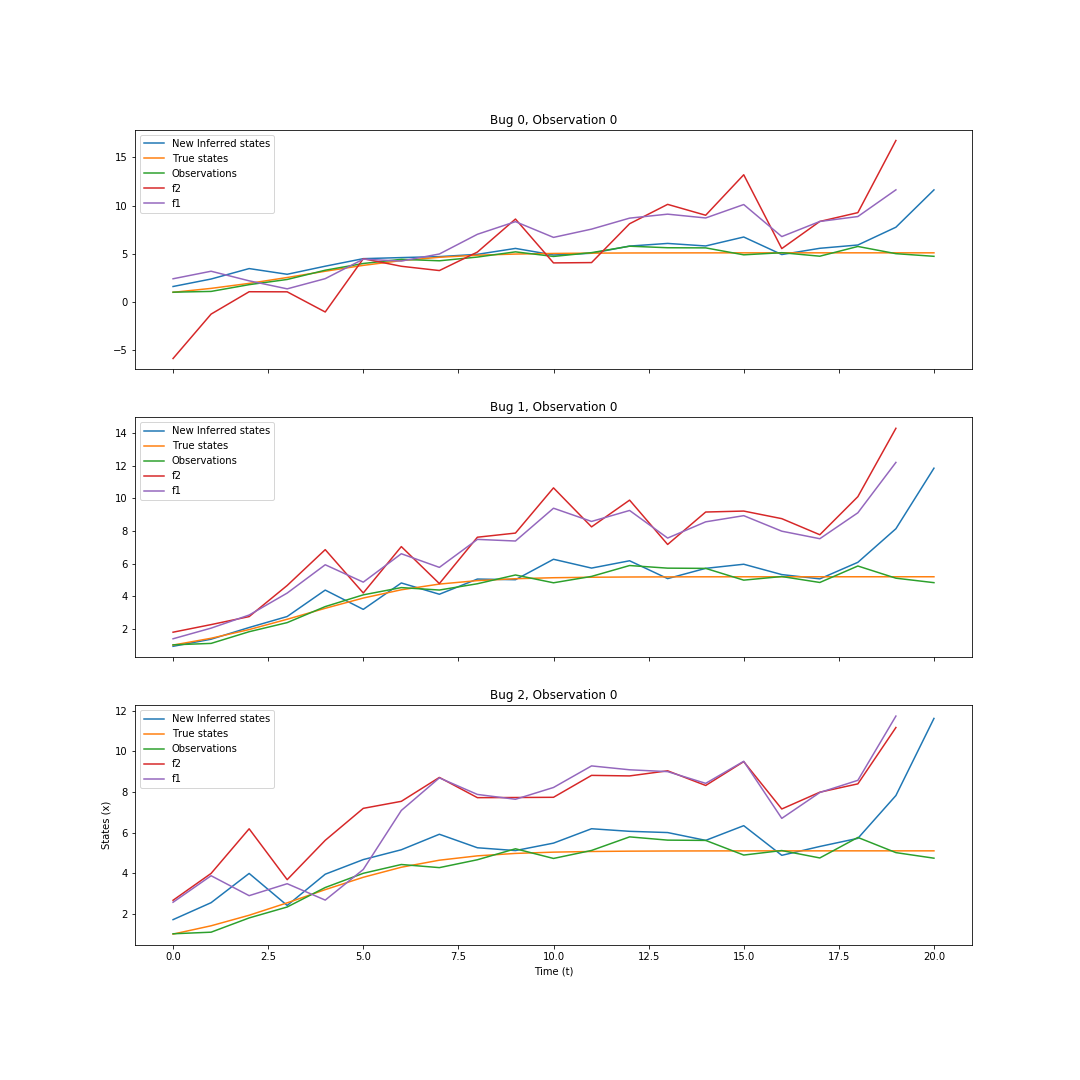 Bug 0, Observation 0
New Inferred states
True states
Observations
f2
f1
15
10
5
0
−5
Bug 1, Observation 0
New Inferred states
True states
Observations
f2
f1
14
12
10
8
6
4
2
Bug 2, Observation 0
New Inferred states
True states
Observations
f2
f1
12
10
8
6
4
2
States (x)
0.0 2.5 5.0 7.5 10.0 12.5 15.0 17.5 20.0
Time (t)